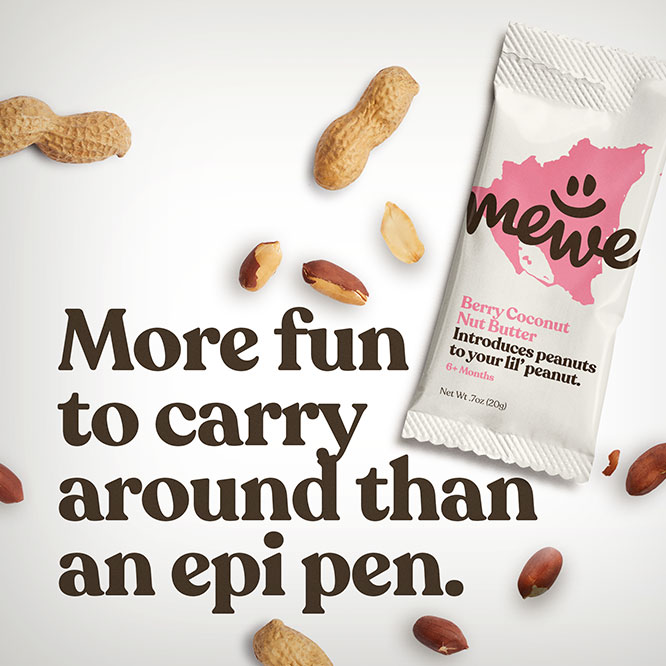 mewe
Berry Coconut
Nut Butter
Introduces peanuts
to your lil’ peanut.
6+ Months
Net Wt .7oz (20g)
More fun
to carry
around than
an epi pen.